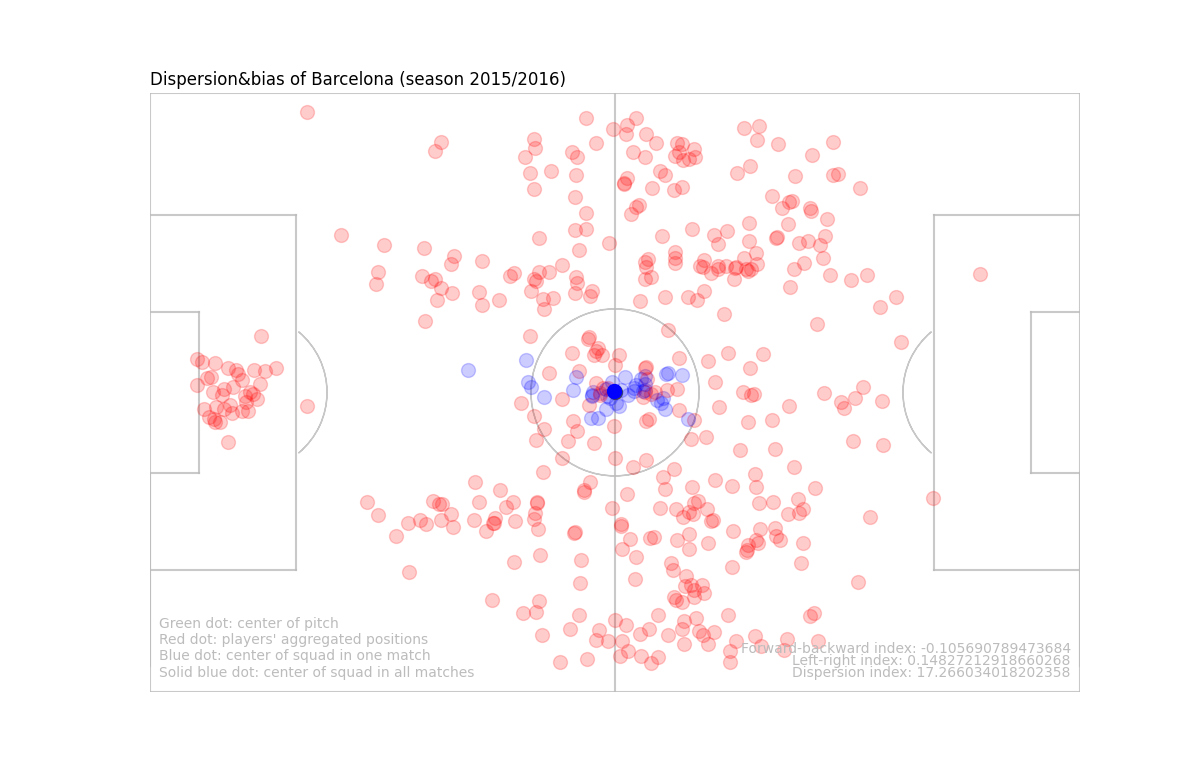 Dispersion&bias of Barcelona (season 2015/2016)
Green dot: center of pitch
Red dot: players' aggregated positions
Blue dot: center of squad in one match
Solid blue dot: center of squad in all matches
Forward-backward index: -0.105690789473684
Left-right index: 0.14827212918660268
Dispersion index: 17.266034018202358